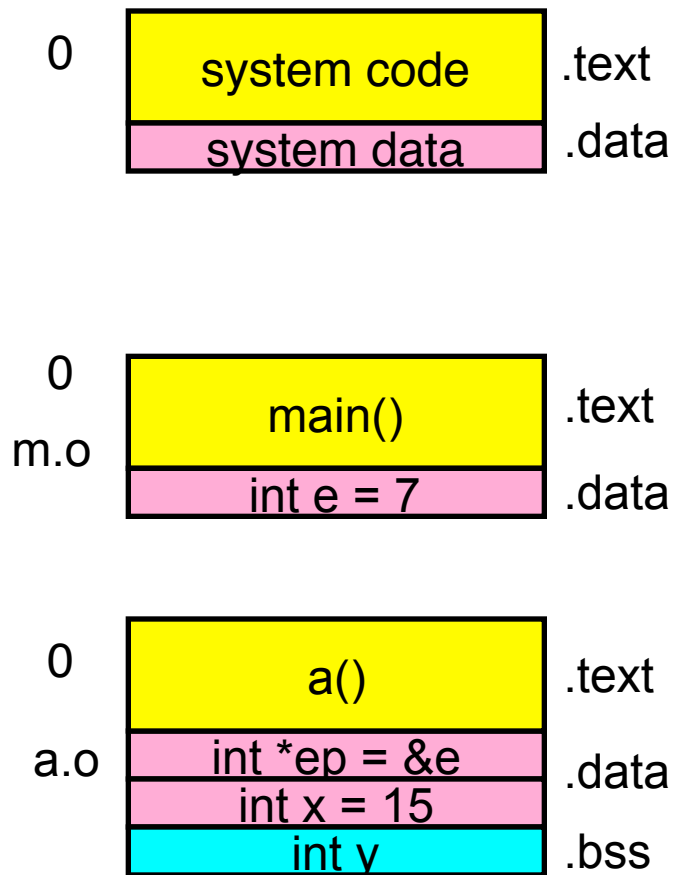 0 system code .text
system data .data
0 main() .text
m.o
int e = 7 .data
0 a() .text
a.o int *ep = &e .data
int x = 15
int y .bss